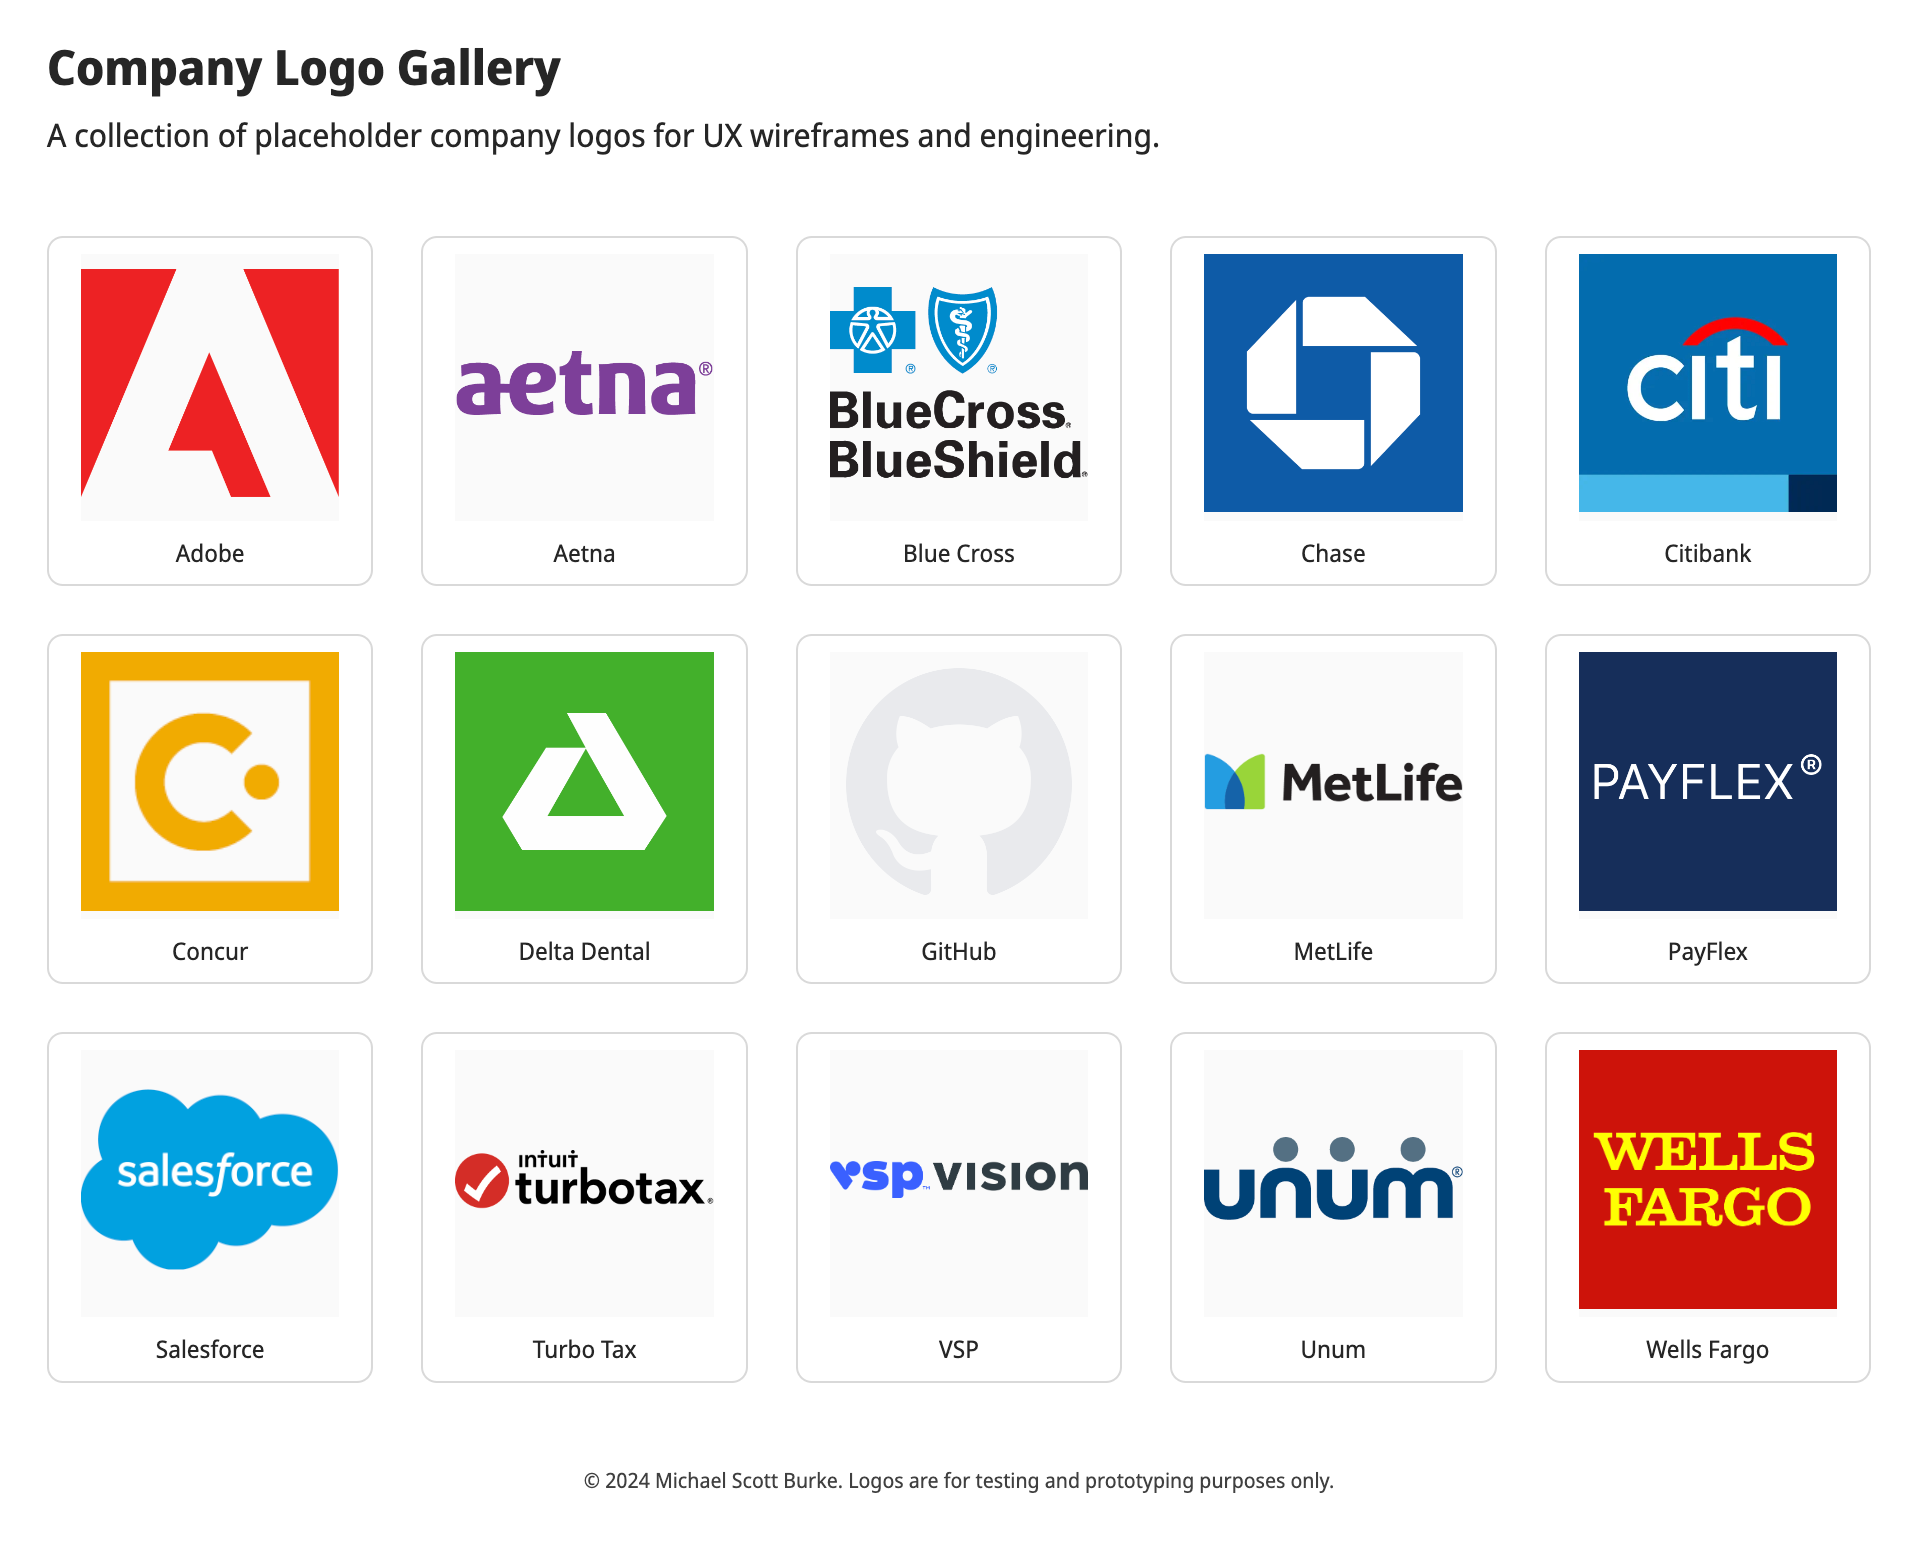 Company Logo Gallery
A collection of placeholder company logos for UX wireframes and engineering.
aetna®
® ®
BlueCross®
BlueShield®
citi
Adobe
Aetna
Blue Cross
Chase
Citibank
MetLife
PAYFLEX®
Concur
Delta Dental
GitHub
MetLife
PayFlex
salesforce
intuit
turbotax®
vsp™ vision
unum®
WELLS
FARGO
Salesforce
Turbo Tax
VSP
Unum
Wells Fargo
© 2024 Michael Scott Burke. Logos are for testing and prototyping purposes only.